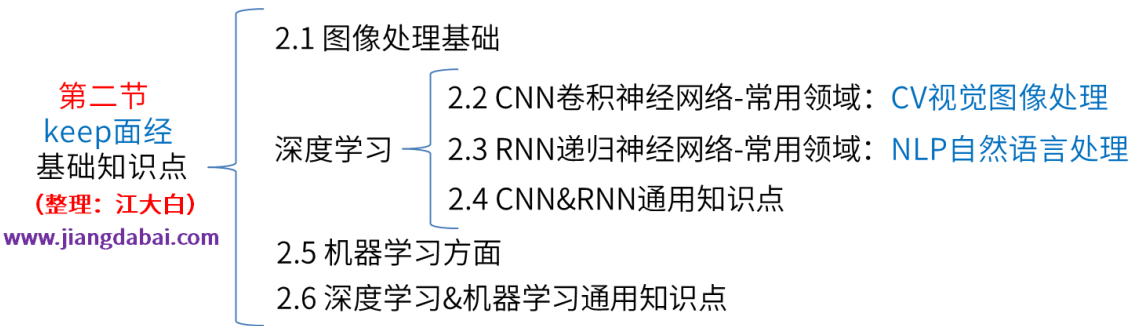 第二节
keep面经
基础知识点
（整理：江大白）
www.jiangdabai.com
2.1 图像处理基础
深度学习
2.2 CNN卷积神经网络-常用领域：CV视觉图像处理
2.3 RNN递归神经网络-常用领域：NLP自然语言处理
2.4 CNN&RNN通用知识点
2.5 机器学习方面
2.6 深度学习&机器学习通用知识点